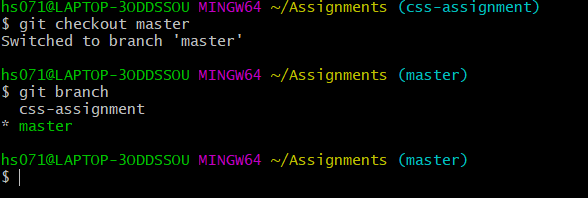 hs071@LAPTOP-3ODDSSOU MINGW64 ~/Assignments (css-assignment)
$ git checkout master
Switched to branch 'master'
hs071@LAPTOP-3ODDSSOU MINGW64 ~/Assignments (master)
$ git branch
  css-assignment
* master
hs071@LAPTOP-3ODDSSOU MINGW64 ~/Assignments (master)
$